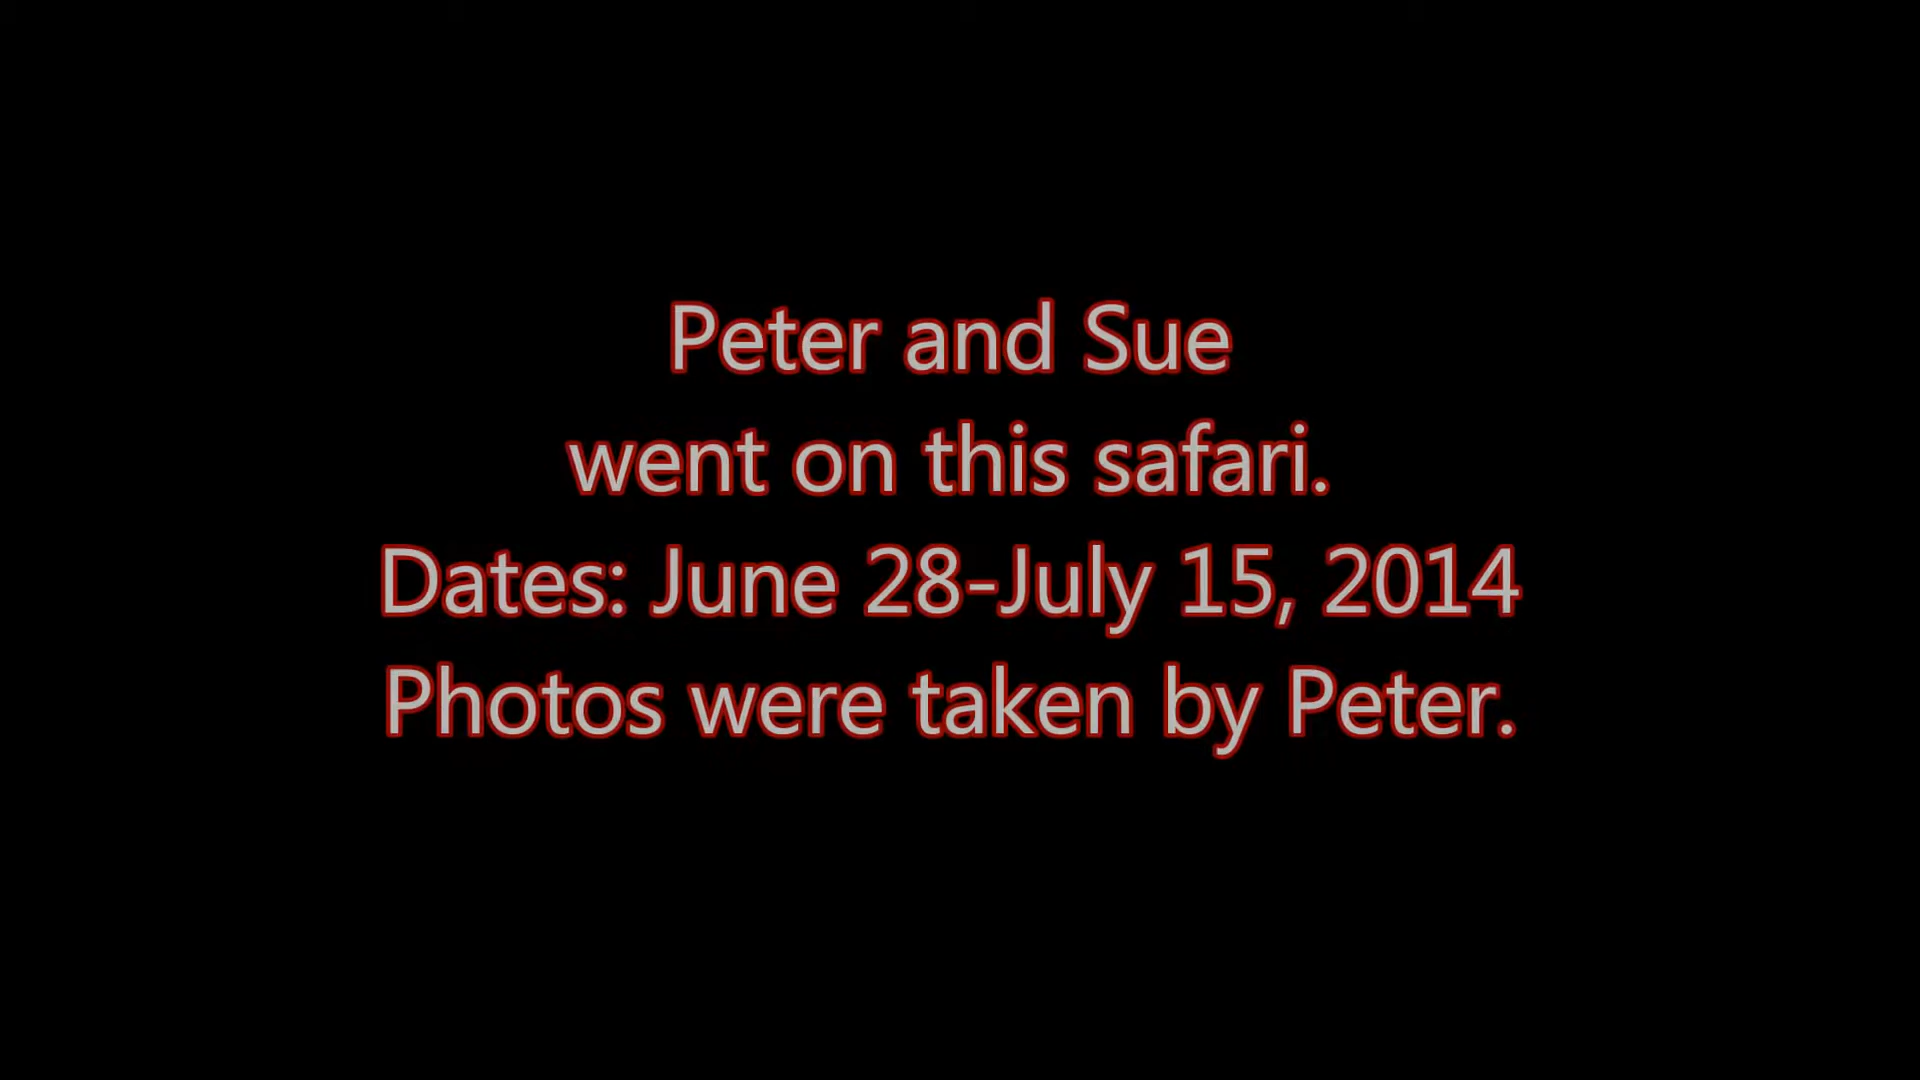 Peter and Sue
went on this safari.
Dates: June 28-July 15, 2014
Photos were taken by Peter.